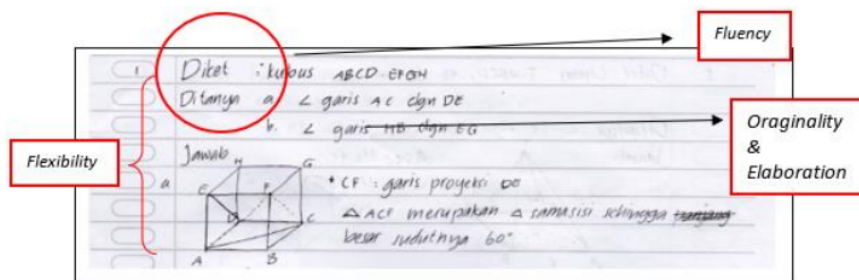 Fluency
1 Diket : kubus ABCD.EFGH
Ditanya a. ∠ garis AC dgn DE
b. ∠ garis HB dgn EG
Oraginality
&
Elaboration
Flexibility
Jawab
a
H G
E F
D C
A B
* CF : garis proyeksi DE
△ ACF merupakan △ samasisi sehingga panjang
besar sudutnya 60°